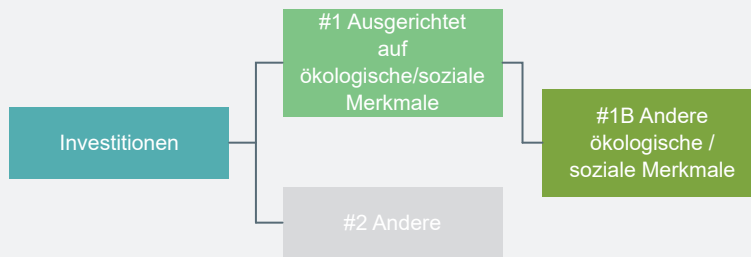 #1 Ausgerichtet
auf
ökologische/soziale
Merkmale
Investitionen
#1B Andere
ökologische /
soziale Merkmale
#2 Andere